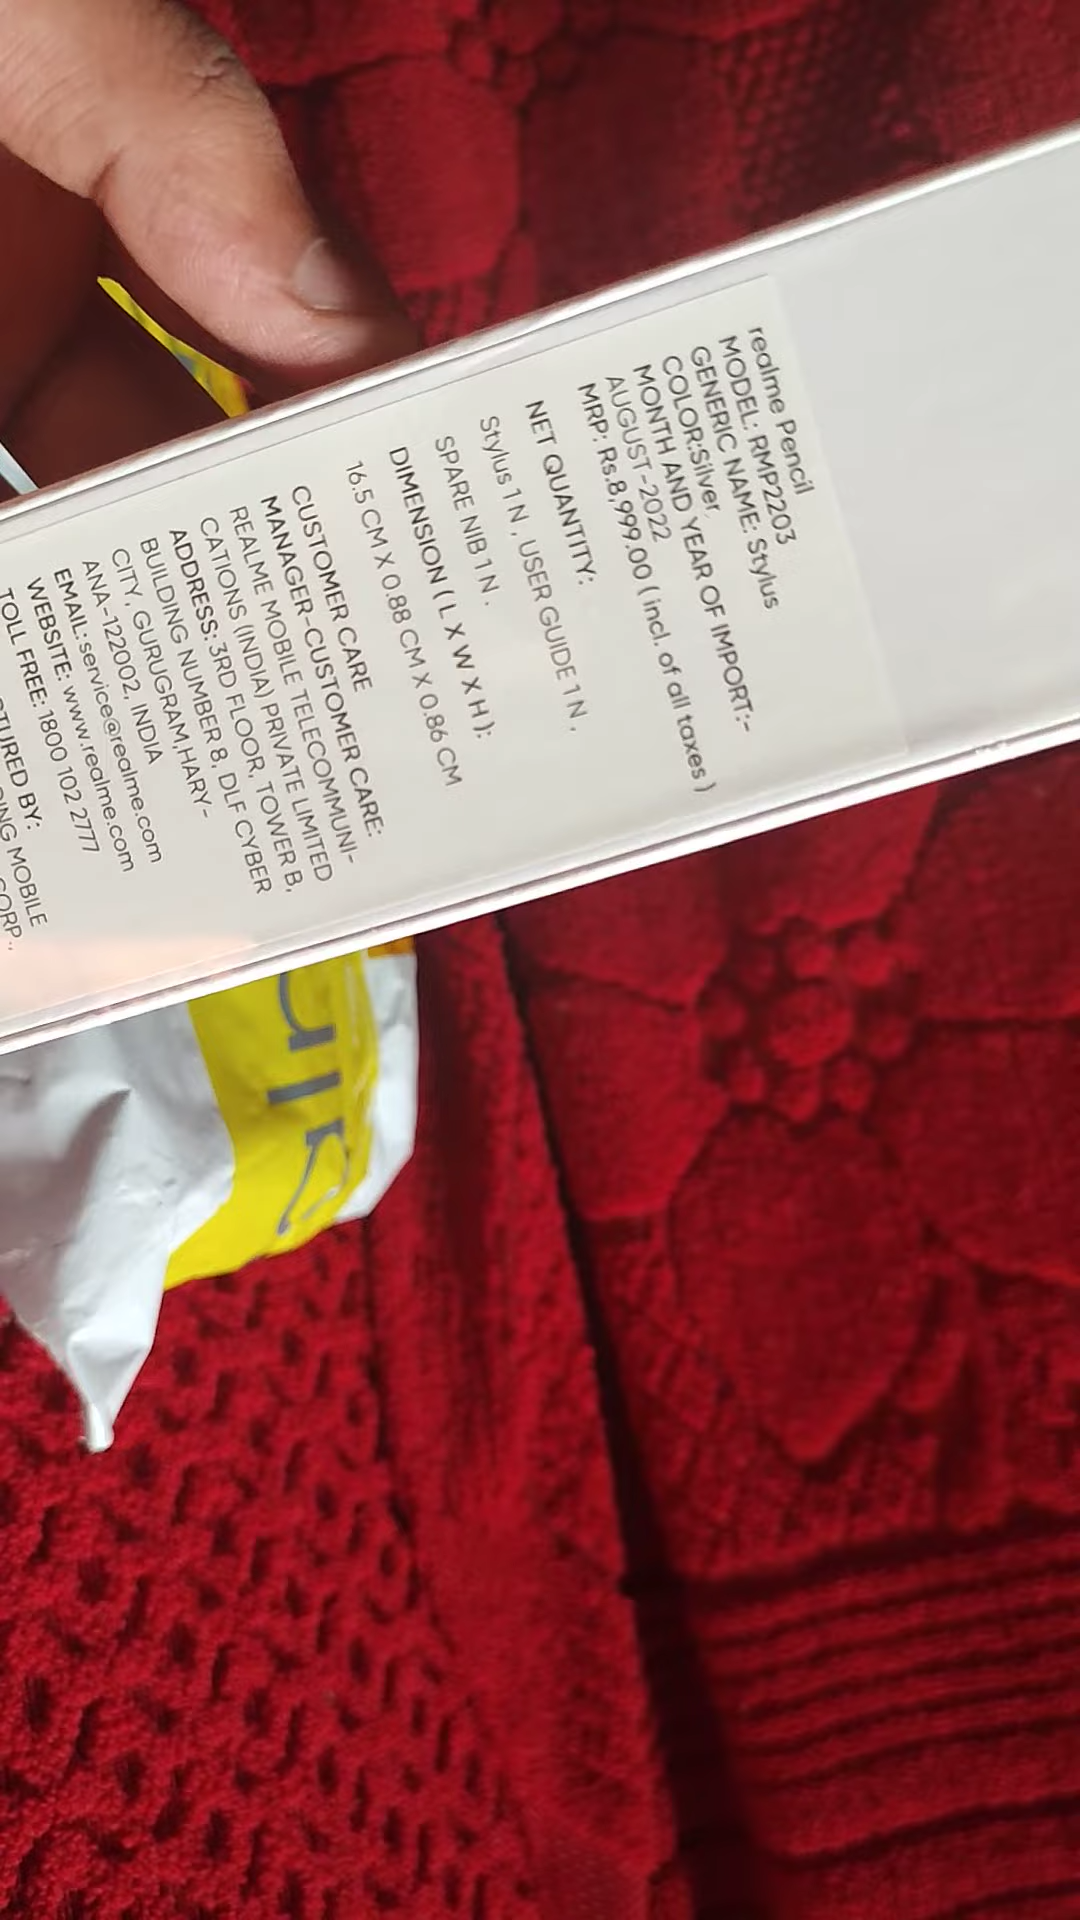 realme Pencil
MODEL: RMP2203
GENERIC NAME: Stylus
COLOR:Silver
MONTH AND YEAR OF IMPORT:-
AUGUST-2022
MRP: Rs.8,999.00 ( incl. of all taxes )
NET QUANTITY:
Stylus 1 N , USER GUIDE 1 N ,
SPARE NIB 1 N .
DIMENSION ( L X W X H ):
16.5 CM X 0.88 CM X 0.86 CM
CUSTOMER CARE
MANAGER-CUSTOMER CARE:
REALME MOBILE TELECOMMUNI-
CATIONS (INDIA) PRIVATE LIMITED
ADDRESS: 3RD FLOOR, TOWER B,
BUILDING NUMBER 8, DLF CYBER
CITY, GURUGRAM,HARY-
ANA-122002, INDIA
EMAIL: service@realme.com
WEBSITE: www.realme.com
TOLL FREE: 1800 102 2777
TURED BY:
MOBILE
CORP.,